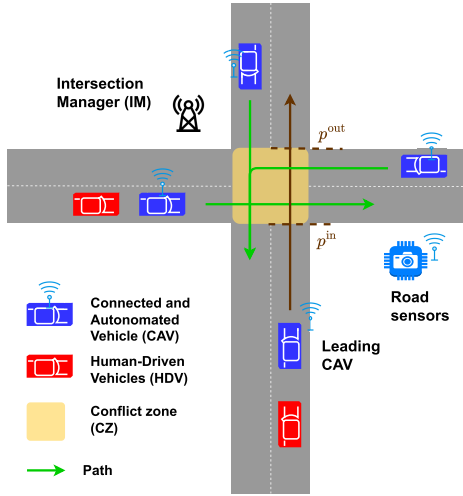 Intersection
Manager (IM)
p^out
p^in
Road
sensors
Leading
CAV
Connected and
Autonomated
Vehicle (CAV)
Human-Driven
Vehicles (HDV)
Conflict zone
(CZ)
Path